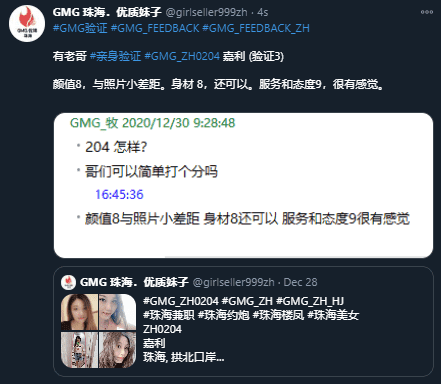 GMG.优妹
珠海
GMG 珠海．优质妹子 @girlseller999zh · 4s
#GMG验证 #GMG_FEEDBACK #GMG_FEEDBACK_ZH
有老哥 #亲身验证 #GMG_ZH0204 嘉利 (验证3)
颜值8，与照片小差距。身材 8，还可以。服务和态度9，很有感觉。
GMG_牧 2020/12/30 9:28:48
204 怎样?
哥们可以简单打个分吗
16:45:36
颜值8与照片小差距 身材8还可以 服务和态度9很有感觉
GMG 珠海．优质妹子 @girlseller999zh · Dec 28
#GMG_ZH0204 #GMG_ZH #GMG_ZH_HJ
#珠海兼职 #珠海约炮 #珠海楼凤 #珠海美女
ZH0204
嘉利
珠海, 拱北口岸...